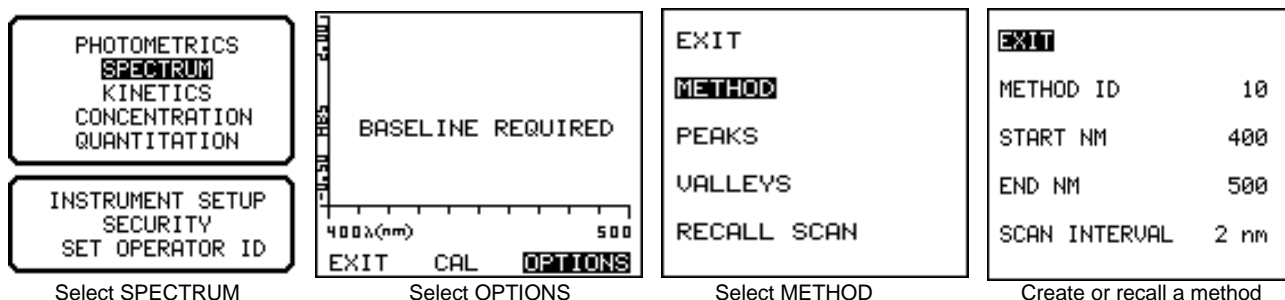 PHOTOMETRICS
SPECTRUM
KINETICS
CONCENTRATION
QUANTITATION
INSTRUMENT SETUP
SECURITY
SET OPERATOR ID
Select SPECTRUM
ABS
BASELINE REQUIRED
400λ(nm) 500
EXIT CAL OPTIONS
Select OPTIONS
EXIT
METHOD
PEAKS
VALLEYS
RECALL SCAN
Select METHOD
EXIT
METHOD ID 10
START NM 400
END NM 500
SCAN INTERVAL 2 nm
Create or recall a method